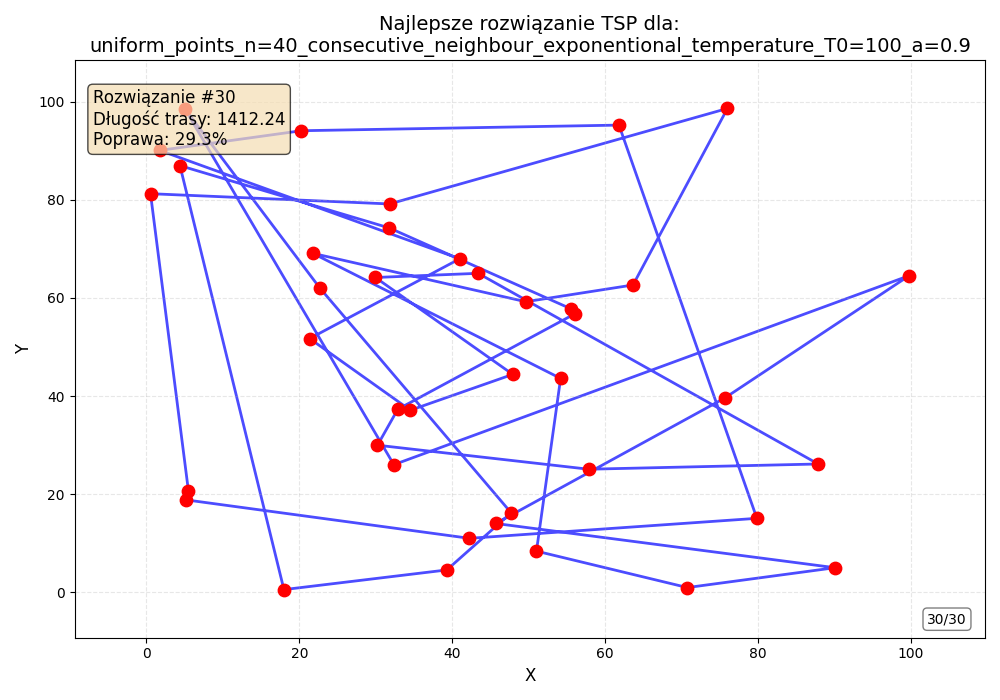 Najlepsze rozwiązanie TSP dla:
uniform_points_n=40_consecutive_neighbour_exponential_temperature_T0=100_a=0.9
Rozwiązanie #30
Długość trasy: 1412.24
Poprawa: 29.3%
100
80
60
40
20
0
Y
30/30
0 20 40 60 80 100
X